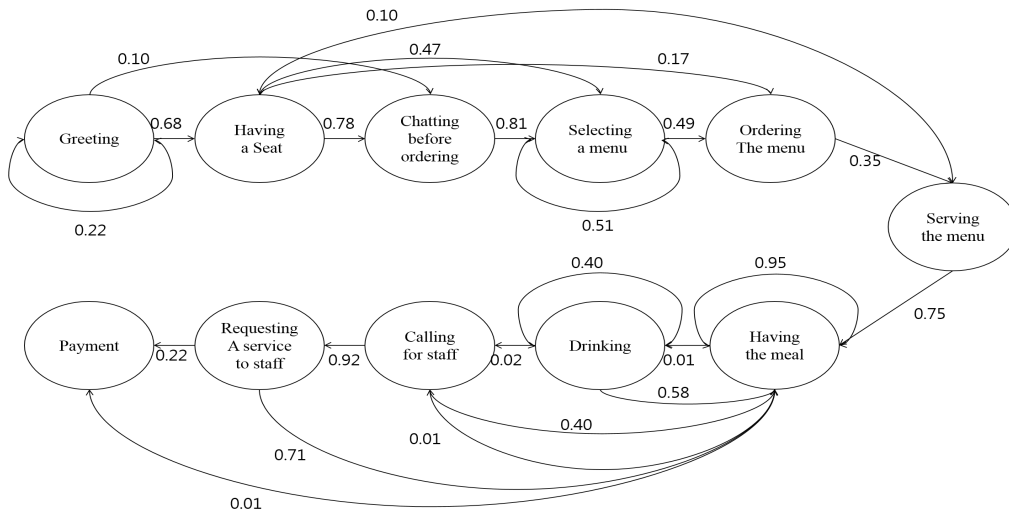 0.10
0.10
0.47
0.17
Greeting
0.68
Having
a Seat
0.78
Chatting
before
ordering
0.81
Selecting
a menu
0.49
Ordering
The menu
0.35
0.22
0.51
Serving
the menu
0.40
0.95
0.75
Payment
0.22
Requesting
A service
to staff
0.92
Calling
for staff
0.02
Drinking
0.01
Having
the meal
0.58
0.40
0.01
0.71
0.01